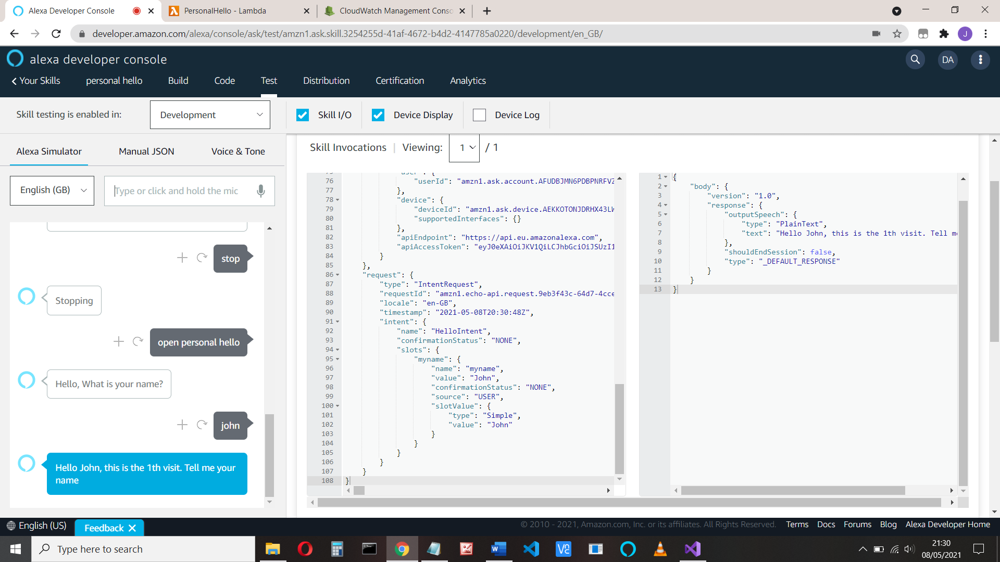 Alexa Developer Console
PersonalHello - Lambda
CloudWatch Management Conso
developer.amazon.com/alexa/console/ask/test/amzn1.ask.skill.3254255d-41af-4672-b4d2-4147785a0220/development/en_GB/
J
alexa developer console
DA
Your Skills personal hello Build Code Test Distribution Certification Analytics
Skill testing is enabled in: Development Skill I/O Device Display Device Log
Alexa Simulator Manual JSON Voice & Tone
English (GB) Type or click and hold the mic
stop
Stopping
open personal hello
Hello, What is your name?
john
Hello John, this is the 1th visit. Tell me your
name
Skill Invocations | Viewing: 1 / 1
76 "userId": "amzn1.ask.account.AFUDBJMN6PDBPNRFVZ
77 },
78 "device": {
79 "deviceId": "amzn1.ask.device.AEKKOTONJDRHX43LW
80 "supportedInterfaces": {}
81 },
82 "apiEndpoint": "https://api.eu.amazonalexa.com",
83 "apiAccessToken": "eyJ0eXAiOiJKV1QiLCJhbGciOiJSUzI1
84 }
85 },
86 "request": {
87 "type": "IntentRequest",
88 "requestId": "amzn1.echo-api.request.9eb3f43c-64d7-4cce
89 "locale": "en-GB",
90 "timestamp": "2021-05-08T20:30:48Z",
91 "intent": {
92 "name": "HelloIntent",
93 "confirmationStatus": "NONE",
94 "slots": {
95 "myname": {
96 "name": "myname",
97 "value": "John",
98 "confirmationStatus": "NONE",
99 "source": "USER",
100 "slotValue": {
101 "type": "Simple",
102 "value": "John"
103 }
104 }
105 }
106 }
107 }
108 }
1 {
2 "body": {
3 "version": "1.0",
4 "response": {
5 "outputSpeech": {
6 "type": "PlainText",
7 "text": "Hello John, this is the 1th visit. Tell m
8 },
9 "shouldEndSession": false,
10 "type": "_DEFAULT_RESPONSE"
11 }
12 }
13 }
English (US) Feedback
© 2010 - 2021, Amazon.com, Inc. or its affiliates. All Rights Reserved. Terms Docs Forums Blog Alexa Developer Home
Type here to search
21:30
08/05/2021